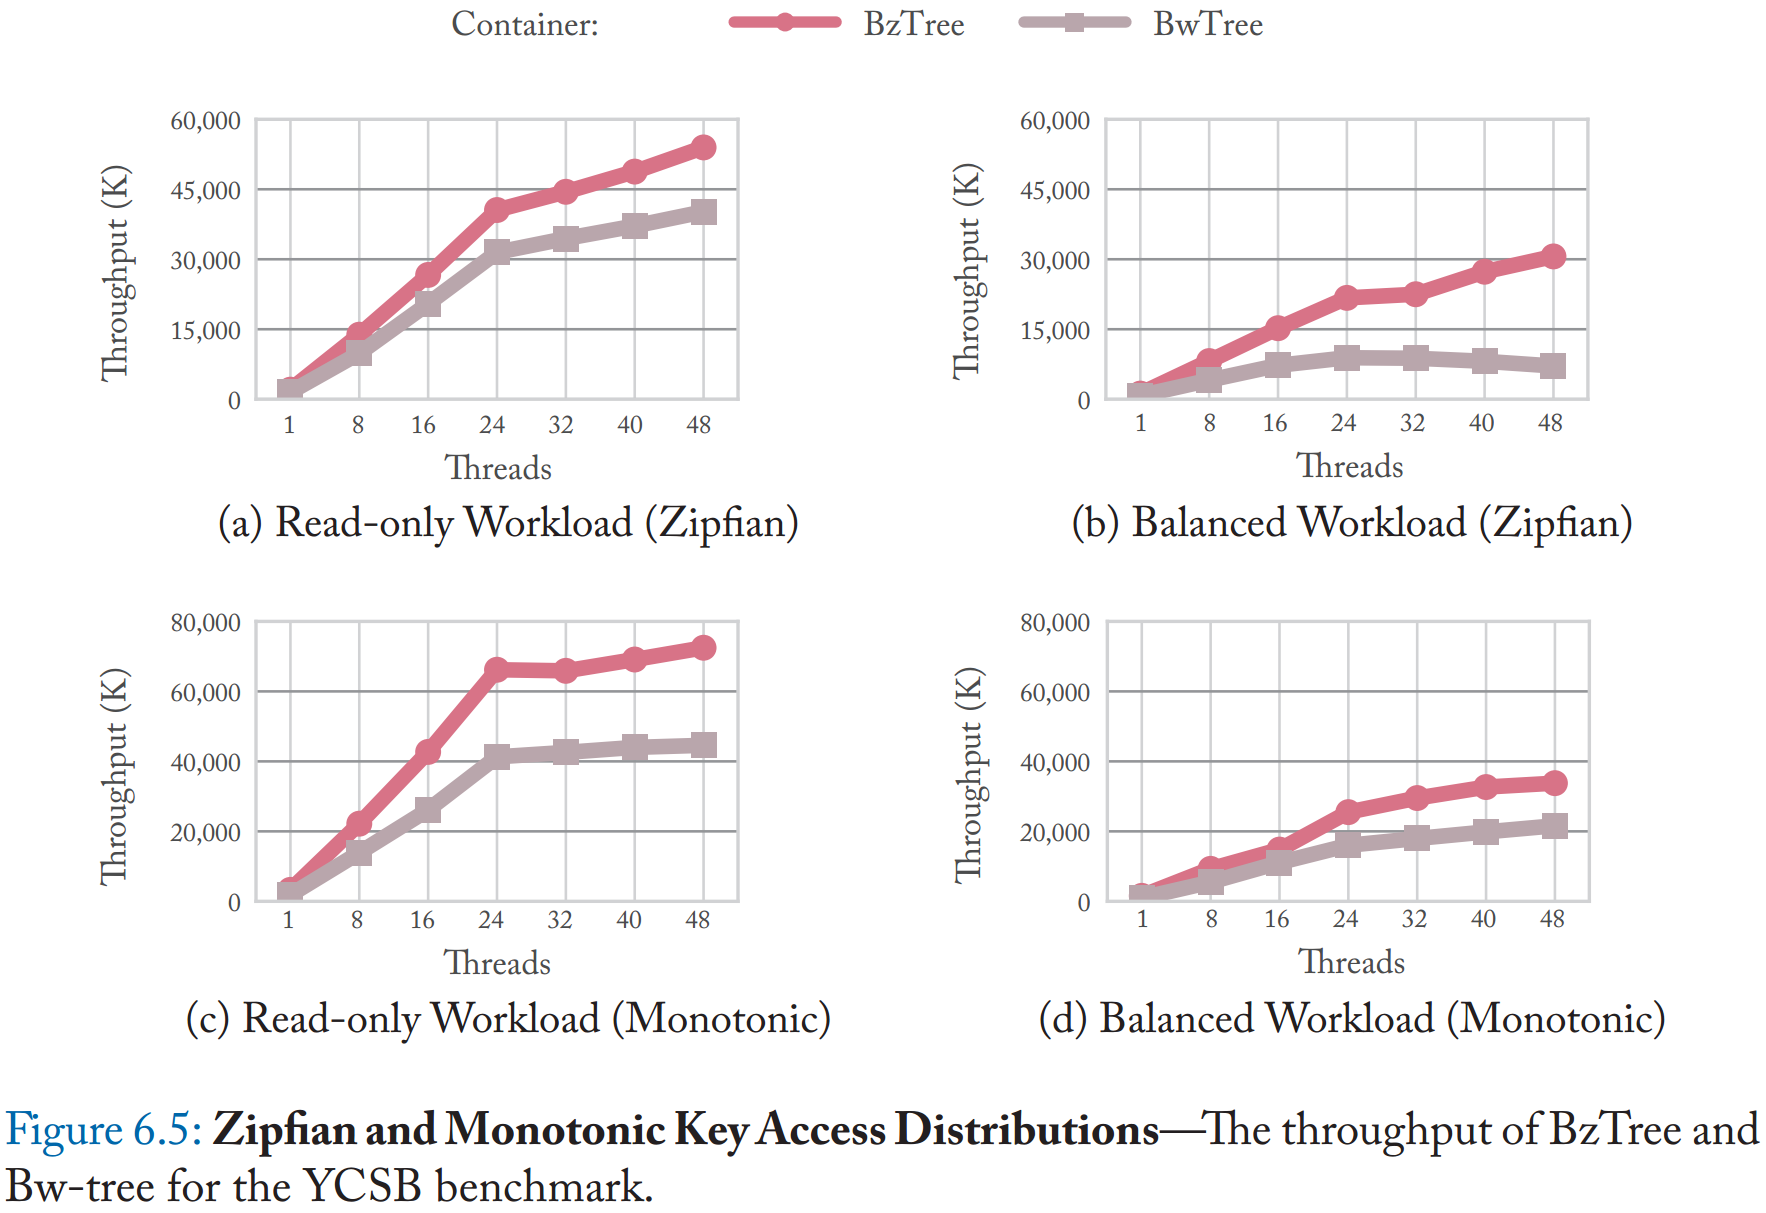 Container: BzTree BwTree
60,000
45,000
30,000
15,000
0
Throughput (K)
1 8 16 24 32 40 48
Threads
(a) Read-only Workload (Zipfian)
60,000
45,000
30,000
15,000
0
Throughput (K)
1 8 16 24 32 40 48
Threads
(b) Balanced Workload (Zipfian)
80,000
60,000
40,000
20,000
0
Throughput (K)
1 8 16 24 32 40 48
Threads
(c) Read-only Workload (Monotonic)
80,000
60,000
40,000
20,000
0
Throughput (K)
1 8 16 24 32 40 48
Threads
(d) Balanced Workload (Monotonic)
Figure 6.5: Zipfian and Monotonic Key Access Distributions—The throughput of BzTree and
Bw-tree for the YCSB benchmark.